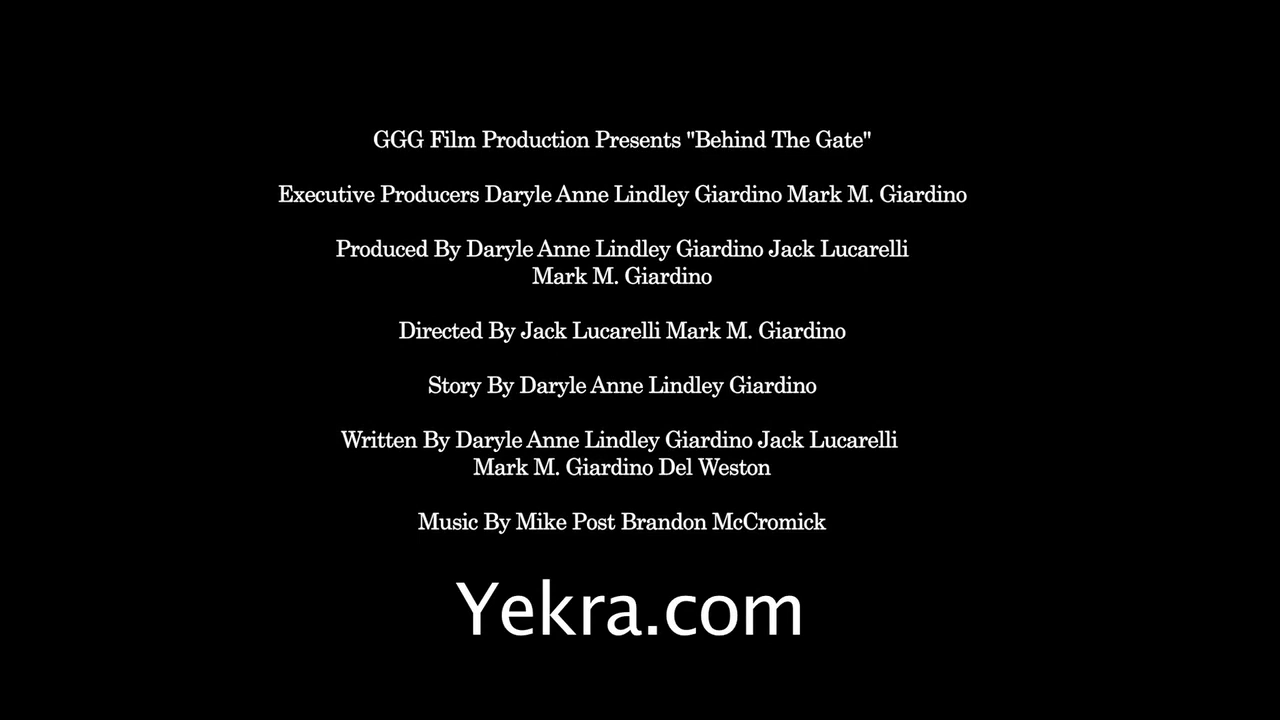 GGG Film Production Presents "Behind The Gate"
Executive Producers Daryle Anne Lindley Giardino Mark M. Giardino
Produced By Daryle Anne Lindley Giardino Jack Lucarelli
Mark M. Giardino
Directed By Jack Lucarelli Mark M. Giardino
Story By Daryle Anne Lindley Giardino
Written By Daryle Anne Lindley Giardino Jack Lucarelli
Mark M. Giardino Del Weston
Music By Mike Post Brandon McCromick
Yekra.com